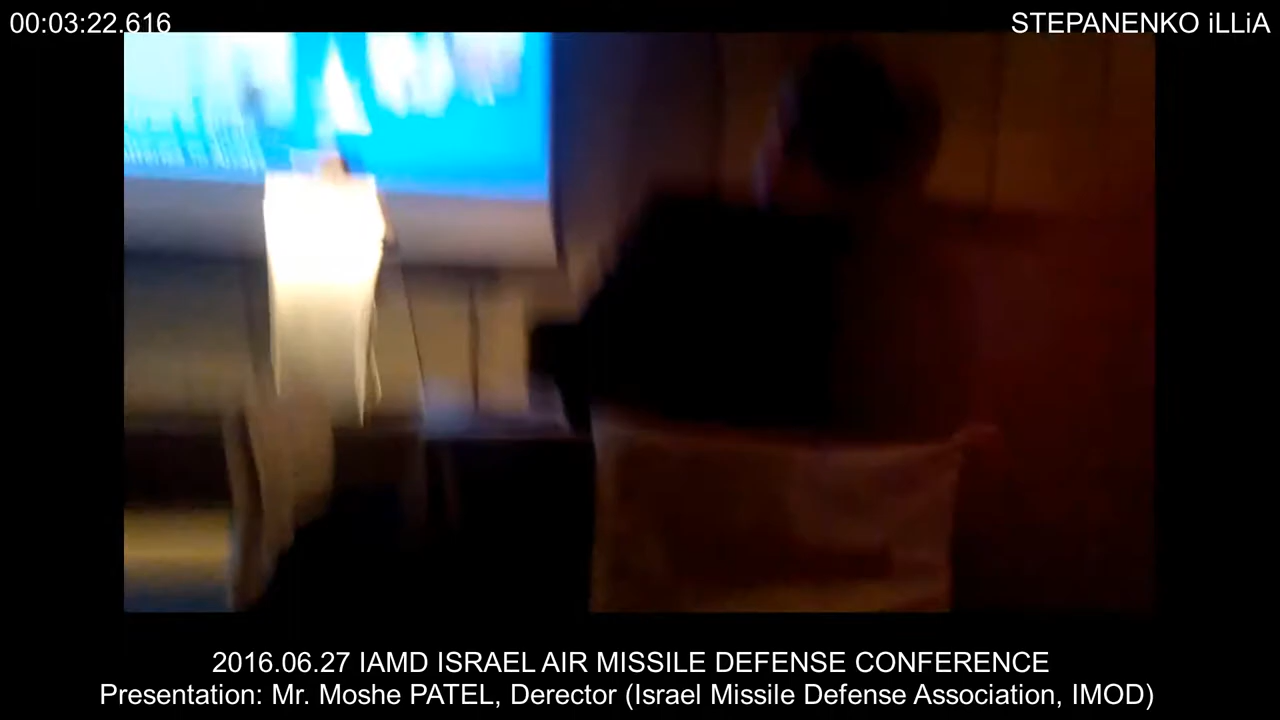 00:03:22.616
STEPANENKO iLLiA
2016.06.27 IAMD ISRAEL AIR MISSILE DEFENSE CONFERENCE
Presentation: Mr. Moshe PATEL, Derector (Israel Missile Defense Association, IMOD)